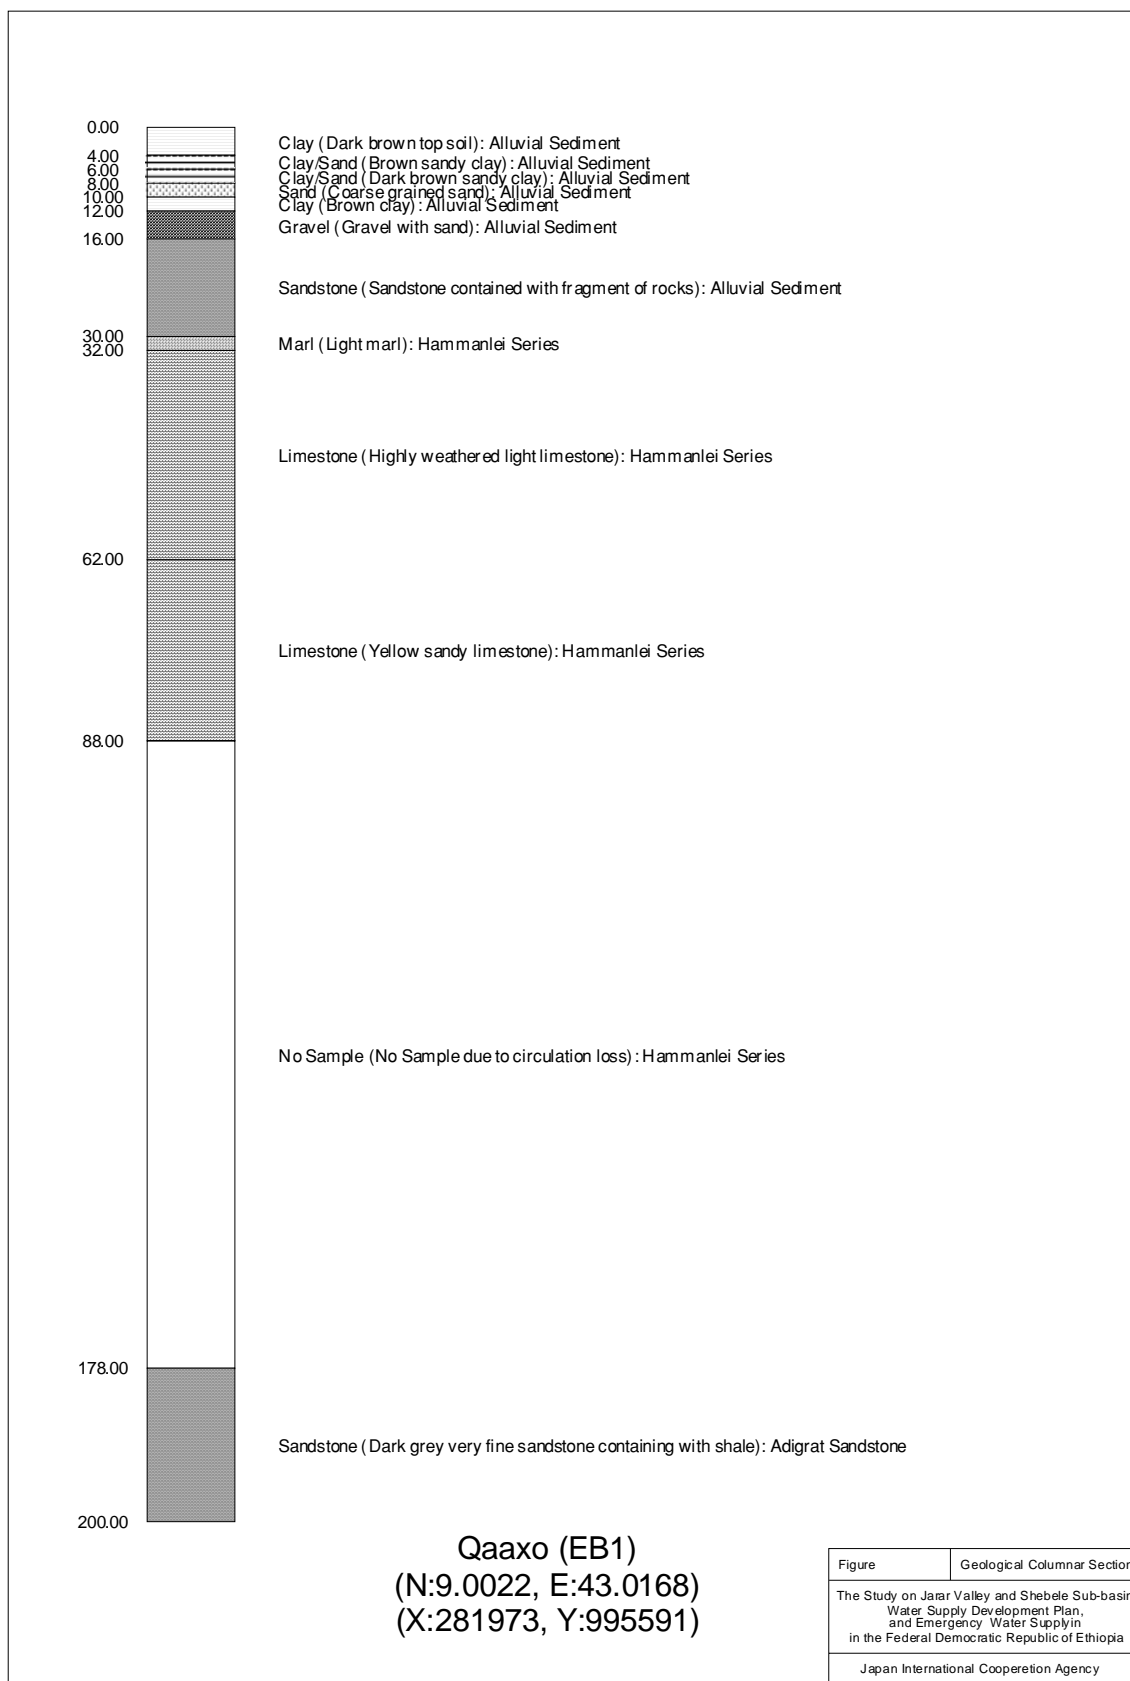 0.00
Clay (Dark brown top soil): Alluvial Sediment
4.00
Clay/Sand (Brown sandy clay): Alluvial Sediment
6.00
Clay/Sand (Dark brown sandy clay): Alluvial Sediment
8.00
Sand (Coarse grained sand): Alluvial Sediment
10.00
Clay (Brown clay): Alluvial Sediment
12.00
Gravel (Gravel with sand): Alluvial Sediment
16.00
Sandstone (Sandstone contained with fragment of rocks): Alluvial Sediment
30.00
Marl (Light marl): Hammanlei Series
32.00
Limestone (Highly weathered light limestone): Hammanlei Series
62.00
Limestone (Yellow sandy limestone): Hammanlei Series
88.00
No Sample (No Sample due to circulation loss): Hammanlei Series
178.00
Sandstone (Dark grey very fine sandstone containing with shale): Adigrat Sandstone
200.00
Qaaxo (EB1)
(N:9.0022, E:43.0168)
(X:281973, Y:995591)
Figure
Geological Columnar Section
The Study on Jarar Valley and Shebele Sub-basin
Water Supply Development Plan,
and Emergency Water Supplyin
in the Federal Democratic Republic of Ethiopia
Japan International Cooperetion Agency